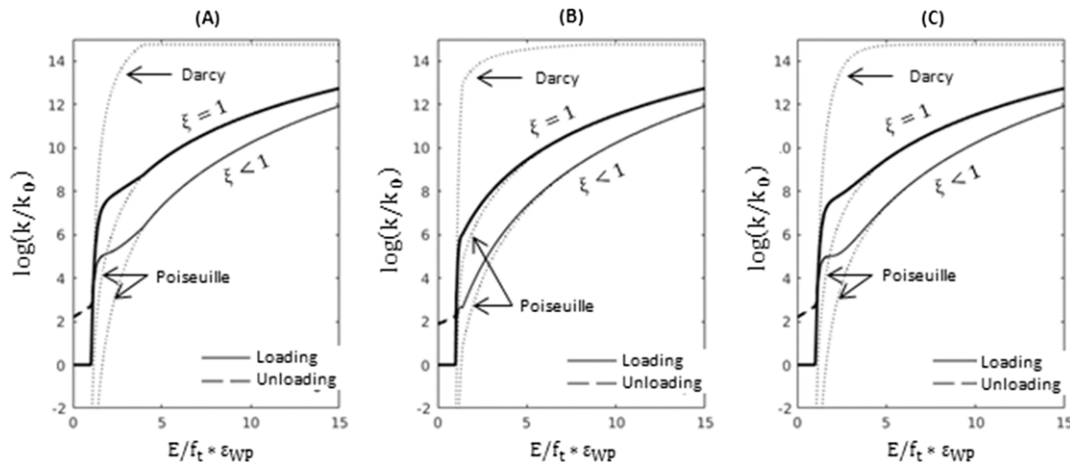 (A)
14
12
10
8
6
4
2
0
-2
log(k/k₀)
Darcy
ξ = 1
ξ < 1
Poiseuille
Loading
Unloading
0 5 10 15
E/fₜ * εWp
(B)
14
12
10
8
6
4
2
0
-2
log(k/k₀)
Darcy
ξ = 1
ξ < 1
Poiseuille
Loading
Unloading
0 5 10 15
E/fₜ * εWp
(C)
14
12
.0
8
6
4
2
0
-2
log(k/k₀)
Darcy
ξ = 1
ξ < 1
Poiseuille
Loading
Unloading
0 5 10 15
E/fₜ * εWp